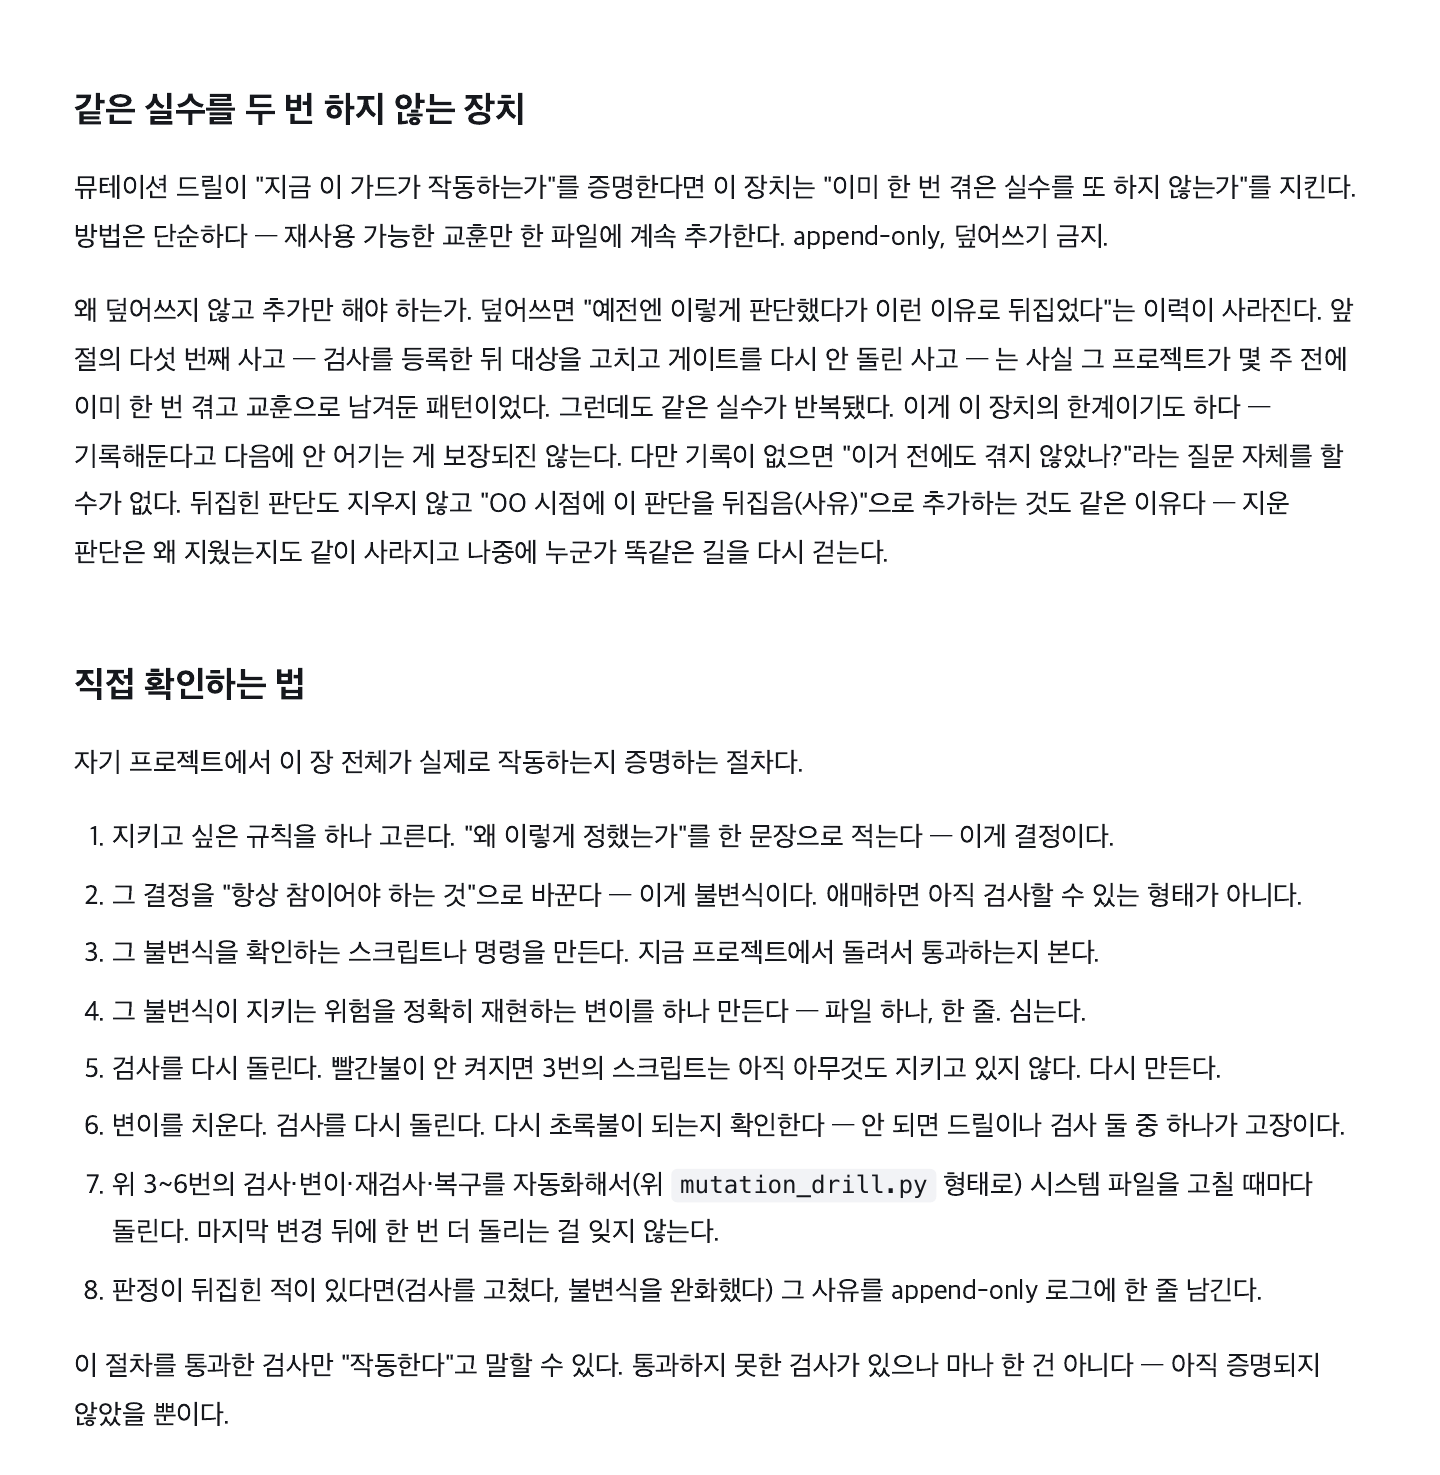 같은 실수를 두 번 하지 않는 장치
뮤테이션 드릴이 "지금 이 가드가 작동하는가"를 증명한다면 이 장치는 "이미 한 번 겪은 실수를 또 하지 않는가"를 지킨다.
방법은 단순하다 — 재사용 가능한 교훈만 한 파일에 계속 추가한다. append-only, 덮어쓰기 금지.
왜 덮어쓰지 않고 추가만 해야 하는가. 덮어쓰면 "예전엔 이렇게 판단했다가 이런 이유로 뒤집었다"는 이력이 사라진다. 앞
절의 다섯 번째 사고 — 검사를 등록한 뒤 대상을 고치고 게이트를 다시 안 돌린 사고 — 는 사실 그 프로젝트가 몇 주 전에
이미 한 번 겪고 교훈으로 남겨둔 패턴이었다. 그런데도 같은 실수가 반복됐다. 이게 이 장치의 한계이기도 하다 —
기록해둔다고 다음에 안 어기는 게 보장되진 않는다. 다만 기록이 없으면 "이거 전에도 겪지 않았나?"라는 질문 자체를 할
수가 없다. 뒤집힌 판단도 지우지 않고 "OO 시점에 이 판단을 뒤집음(사유)"으로 추가하는 것도 같은 이유다 — 지운
판단은 왜 지웠는지도 같이 사라지고 나중에 누군가 똑같은 길을 다시 걷는다.
직접 확인하는 법
자기 프로젝트에서 이 장 전체가 실제로 작동하는지 증명하는 절차다.
1. 지키고 싶은 규칙을 하나 고른다. "왜 이렇게 정했는가"를 한 문장으로 적는다 — 이게 결정이다.
2. 그 결정을 "항상 참이어야 하는 것"으로 바꾼다 — 이게 불변식이다. 애매하면 아직 검사할 수 있는 형태가 아니다.
3. 그 불변식을 확인하는 스크립트나 명령을 만든다. 지금 프로젝트에서 돌려서 통과하는지 본다.
4. 그 불변식이 지키는 위험을 정확히 재현하는 변이를 하나 만든다 — 파일 하나, 한 줄. 심는다.
5. 검사를 다시 돌린다. 빨간불이 안 켜지면 3번의 스크립트는 아직 아무것도 지키고 있지 않다. 다시 만든다.
6. 변이를 치운다. 검사를 다시 돌린다. 다시 초록불이 되는지 확인한다 — 안 되면 드릴이나 검사 둘 중 하나가 고장이다.
7. 위 3~6번의 검사·변이·재검사·복구를 자동화해서(위 mutation_drill.py 형태로) 시스템 파일을 고칠 때마다
돌린다. 마지막 변경 뒤에 한 번 더 돌리는 걸 잊지 않는다.
8. 판정이 뒤집힌 적이 있다면(검사를 고쳤다, 불변식을 완화했다) 그 사유를 append-only 로그에 한 줄 남긴다.
이 절차를 통과한 검사만 "작동한다"고 말할 수 있다. 통과하지 못한 검사가 있으나 마나 한 건 아니다 — 아직 증명되지
않았을 뿐이다.